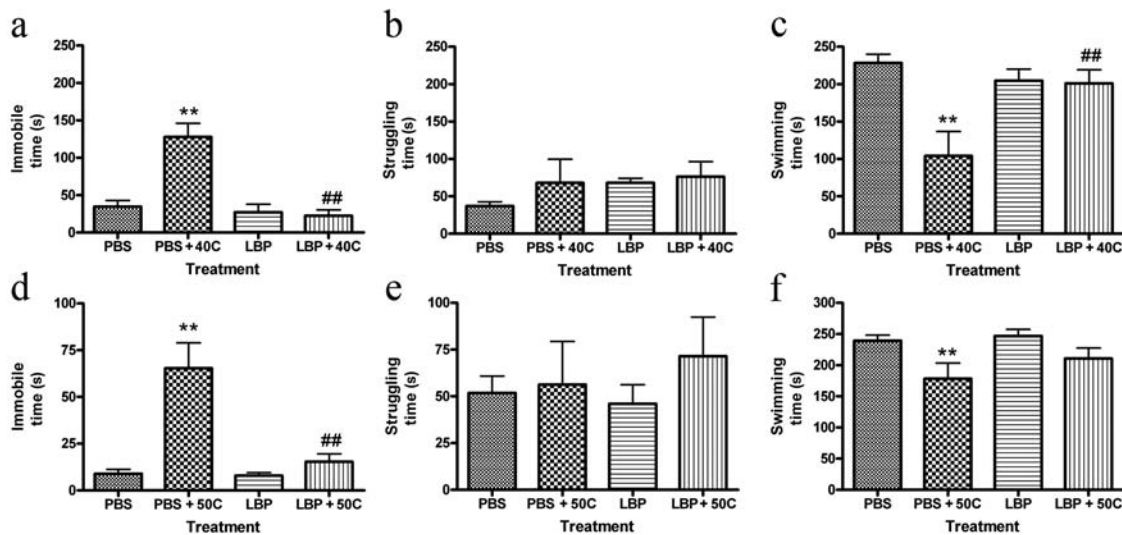 a
Immobile
time (s)
250
200
150
100
50
0
**
##
PBS PBS + 40C LBP LBP + 40C
Treatment
b
Struggling
time (s)
250
200
150
100
50
0
PBS PBS + 40C LBP LBP + 40C
Treatment
c
Swimming
time (s)
250
200
150
100
50
0
**
##
PBS PBS + 40C LBP LBP + 40C
Treatment
d
Immobile
time (s)
100
75
50
25
0
**
##
PBS PBS + 50C LBP LBP + 50C
Treatment
e
Struggling
time (s)
100
75
50
25
0
PBS PBS + 50C LBP LBP + 50C
Treatment
f
Swimming
time (s)
300
250
200
150
100
50
0
**
PBS PBS + 50C LBP LBP + 50C
Treatment